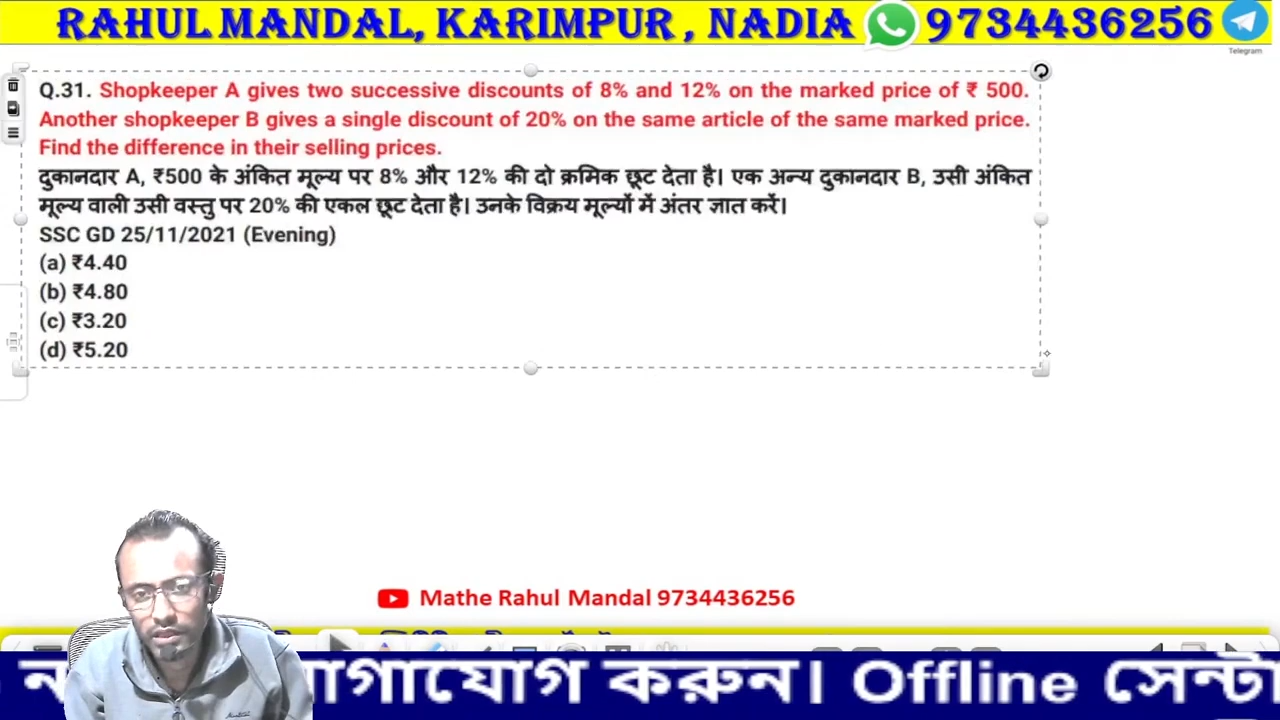 RAHUL MANDAL, KARIMPUR , NADIA 9734436256
Telegram
Q.31. Shopkeeper A gives two successive discounts of 8% and 12% on the marked price of ₹ 500.
Another shopkeeper B gives a single discount of 20% on the same article of the same marked price.
Find the difference in their selling prices.
दुकानदार A, ₹500 के अंकित मूल्य पर 8% और 12% की दो क्रमिक छूट देता है। एक अन्य दुकानदार B, उसी अंकित
मूल्य वाली उसी वस्तु पर 20% की एकल छूट देता है। उनके विक्रय मूल्यों में अंतर ज्ञात करें।
SSC GD 25/11/2021 (Evening)
(a) ₹4.40
(b) ₹4.80
(c) ₹3.20
(d) ₹5.20
Mathe Rahul Mandal 9734436256
করুন। Offline